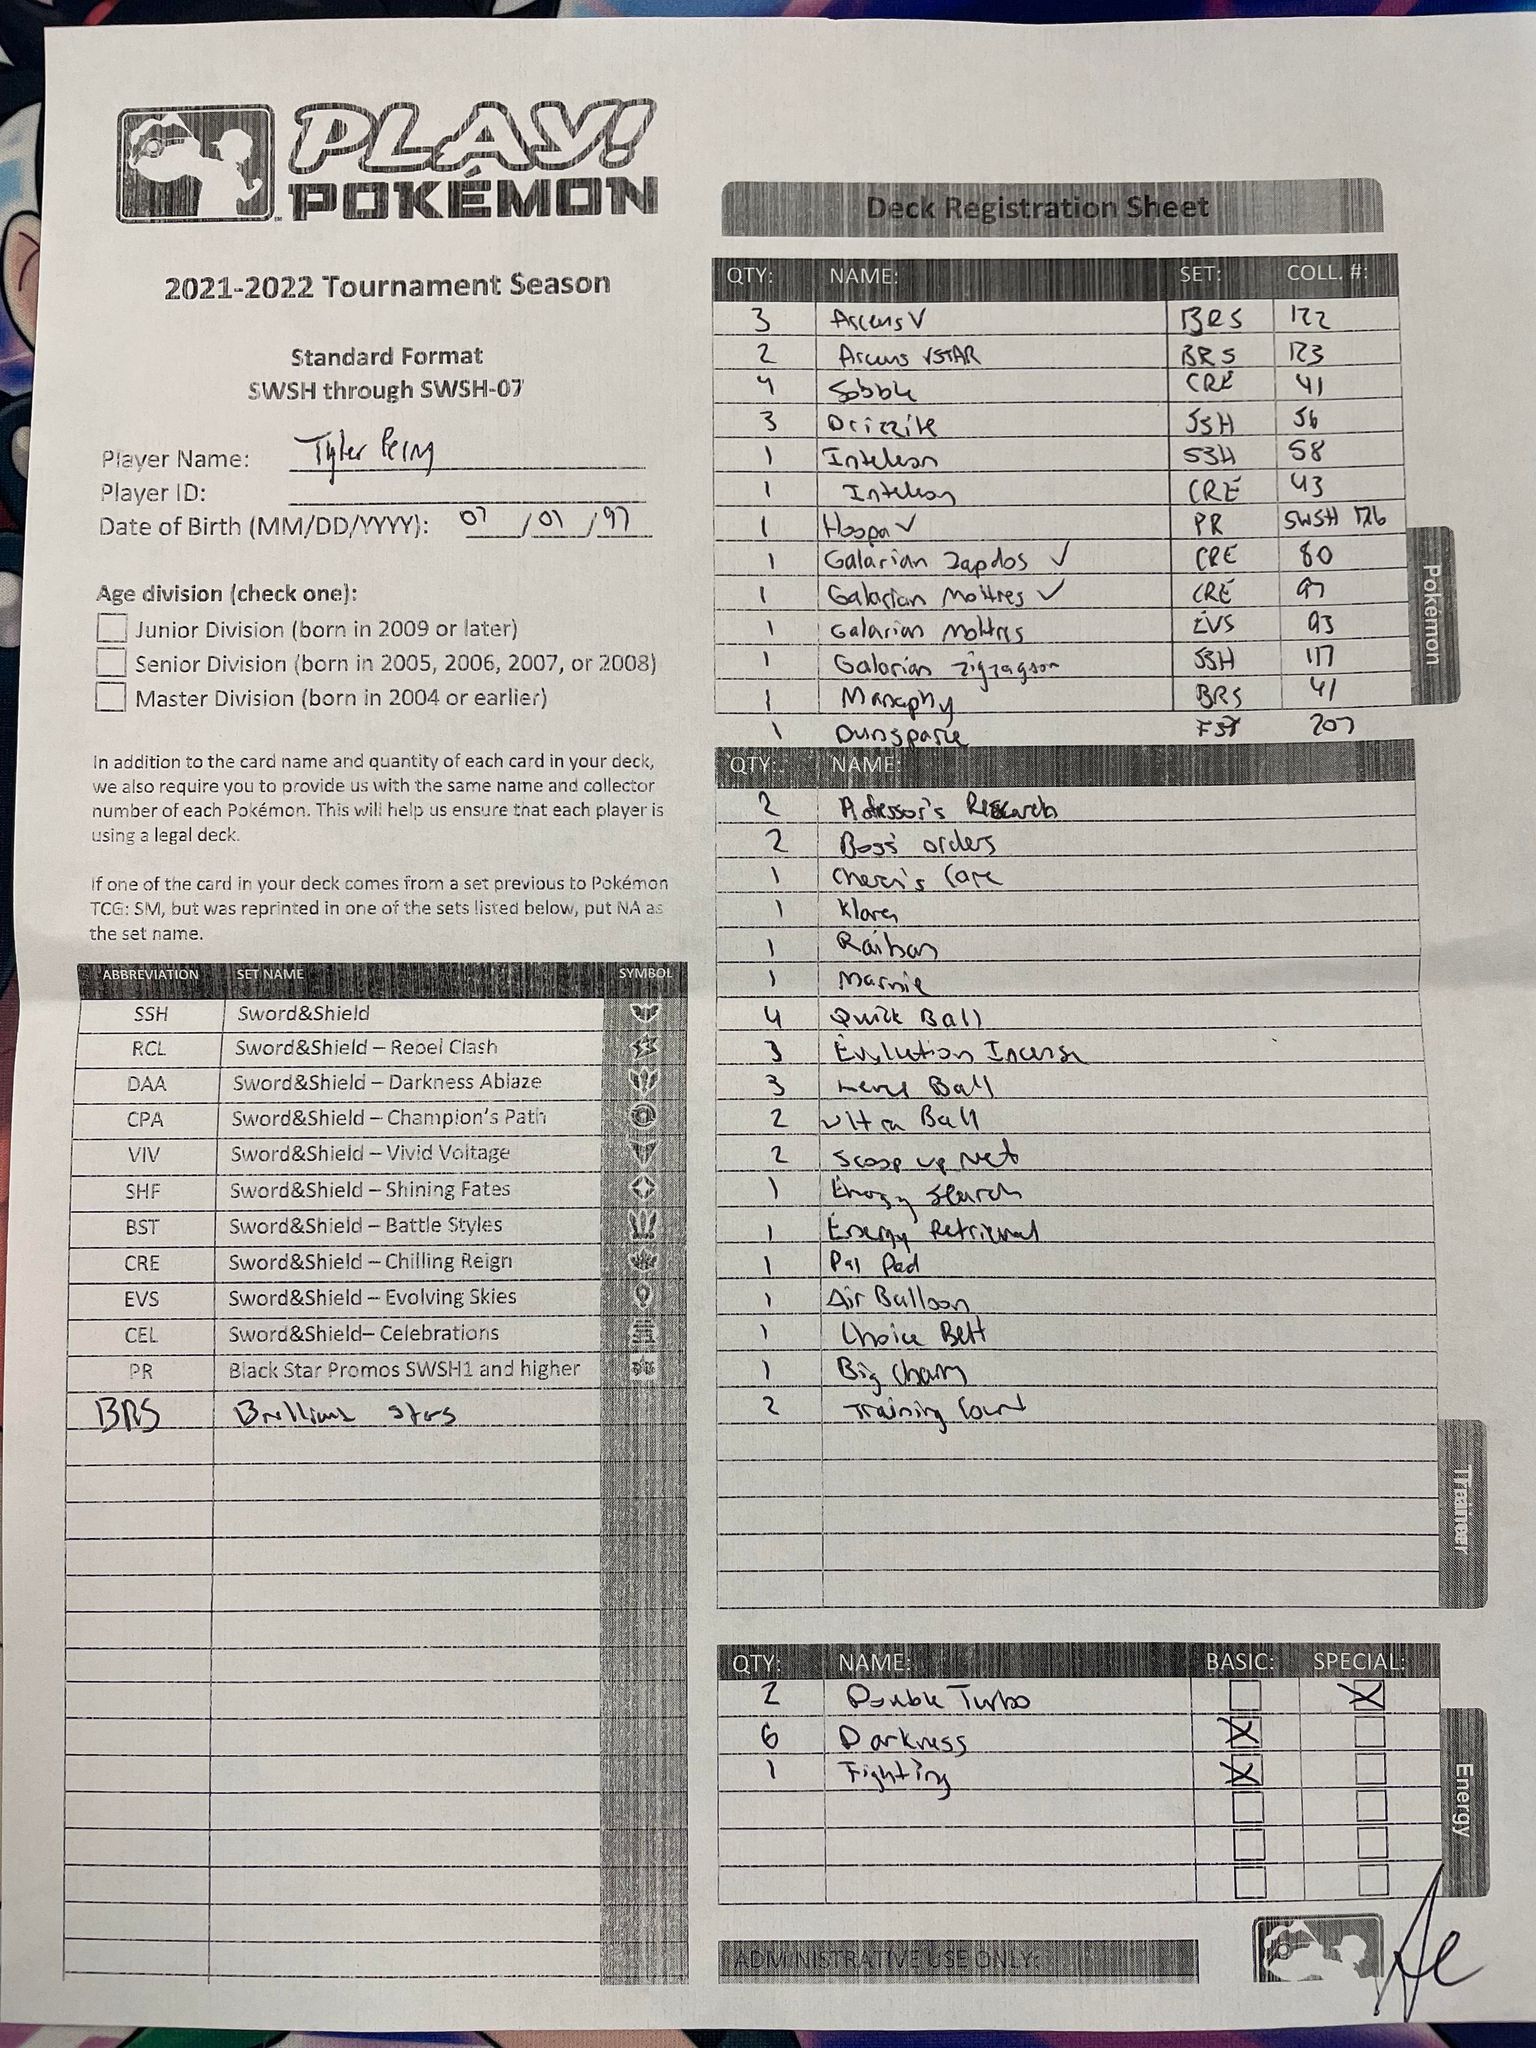 PLAY!
POKÉMON
2021-2022 Tournament Season
Standard Format
SWSH through SWSH-07
Player Name: Tyler
Player ID:
Date of Birth (MM/DD/YYYY): 07/01/97
Age division (check one):
Junior Division (born in 2009 or later)
Senior Division (born in 2005, 2006, 2007, or 2008)
Master Division (born in 2004 or earlier)
In addition to the card name and quantity of each card in your deck,
we also require you to provide us with the same name and collector
number of each Pokémon. This will help us ensure that each player is
using a legal deck.
If one of the card in your deck comes from a set previous to Pokémon
TCG: SM, but was reprinted in one of the sets listed below, put NA as
the set name.
ABBREVIATION SET NAME SYMBOL
SSH Sword&Shield
RCL Sword&Shield – Rebel Clash
DAA Sword&Shield – Darkness Ablaze
CPA Sword&Shield – Champion's Path
VIV Sword&Shield – Vivid Voltage
SHF Sword&Shield – Shining Fates
BST Sword&Shield – Battle Styles
CRE Sword&Shield – Chilling Reign
EVS Sword&Shield – Evolving Skies
CEL Sword&Shield– Celebrations
PR Black Star Promos SWSH1 and higher
BRS Brilliant Stars
Deck Registration Sheet
QTY: NAME: SET: COLL. #:
3 Arceus V BRS 122
2 Arceus VSTAR BRS 123
4 Sobble CRE 41
3 Drizzile SSH 56
1 Inteleon SSH 58
1 Inteleon CRE 43
1 Hoopa V PR SWSH 176
1 Galarian Zapdos V CRE 80
1 Galarian Moltres V CRE 97
1 Galarian Moltres EVS 93
1 Galarian Zigzagoon SSH 117
1 Manaphy BRS 41
1 Dunsparce FST 207
Pokémon
QTY: NAME:
2 Professor's Research
2 Boss' orders
1 Cheren's Care
1 Klara
1 Raihan
1 Marnie
4 Quick Ball
3 Evolution Incense
3 Level Ball
2 Ultra Ball
2 Scoop up Net
1 Energy Search
1 Energy Retrieval
1 Pal Pad
1 Air Balloon
1 Choice Belt
1 Big Charm
2 Training Court
Trainer
QTY: NAME: BASIC: SPECIAL:
2 Double Turbo X
6 Darkness X
1 Fighting X
Energy
ADMINISTRATIVE USE ONLY: